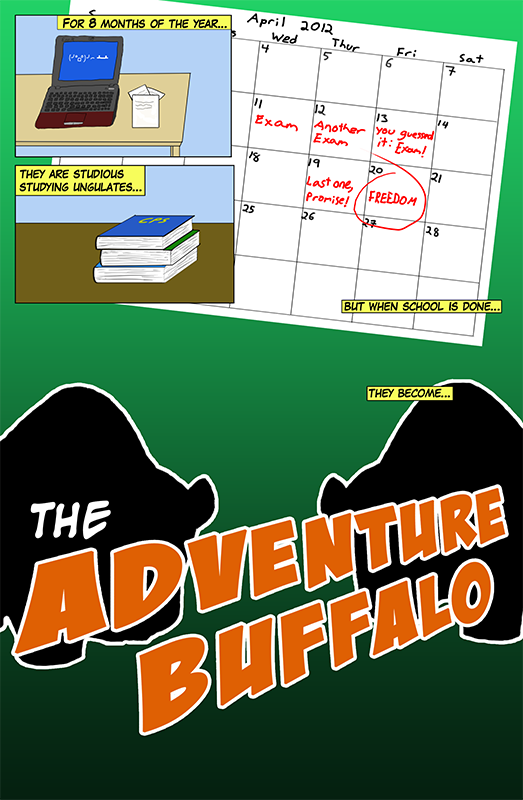 FOR 8 MONTHS OF THE YEAR...
THEY ARE STUDIOUS
STUDYING UNGULATES...
CPS
S
April 2012
Wed Thur Fri Sat
4 5 6 7
11 12 13 14
Exam
Another
Exam
you guessed
it: Exam!
18 19 20 21
Last one,
Promise!
FREEDOM
25 26 27 28
BUT WHEN SCHOOL IS DONE...
THEY BECOME...
THE
ADVENTURE
BUFFALO